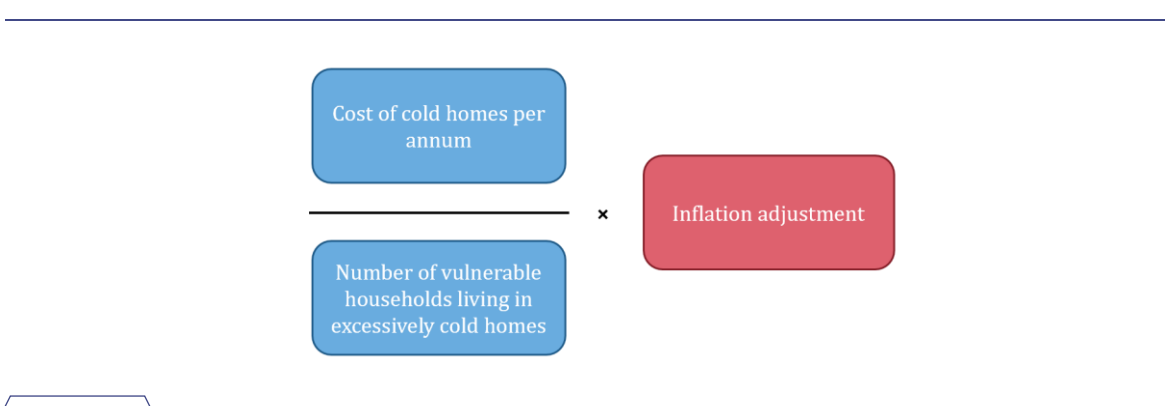 Cost of cold homes per
annum
×
Inflation adjustment
Number of vulnerable
households living in
excessively cold homes